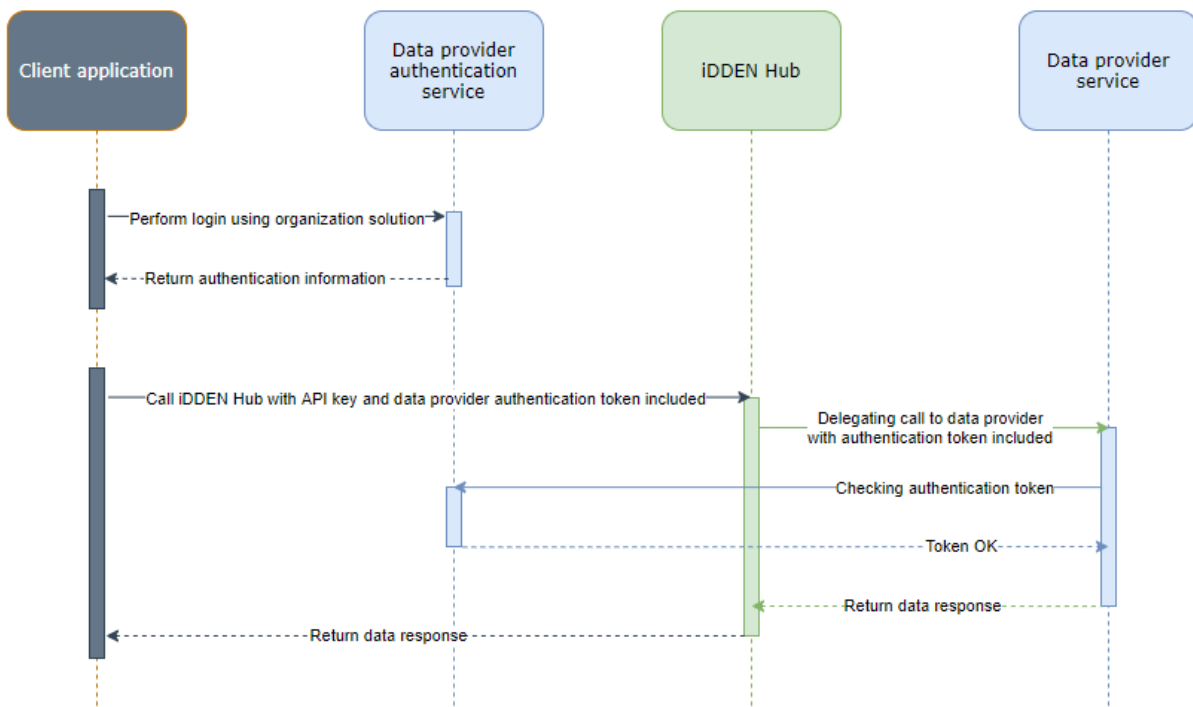 Client application
Data provider
authentication
service
iDDEN Hub
Data provider
service
Perform login using organization solution
Return authentication information
Call iDDEN Hub with API key and data provider authentication token included
Delegating call to data provider
with authentication token included
Checking authentication token
Token OK
Return data response
Return data response